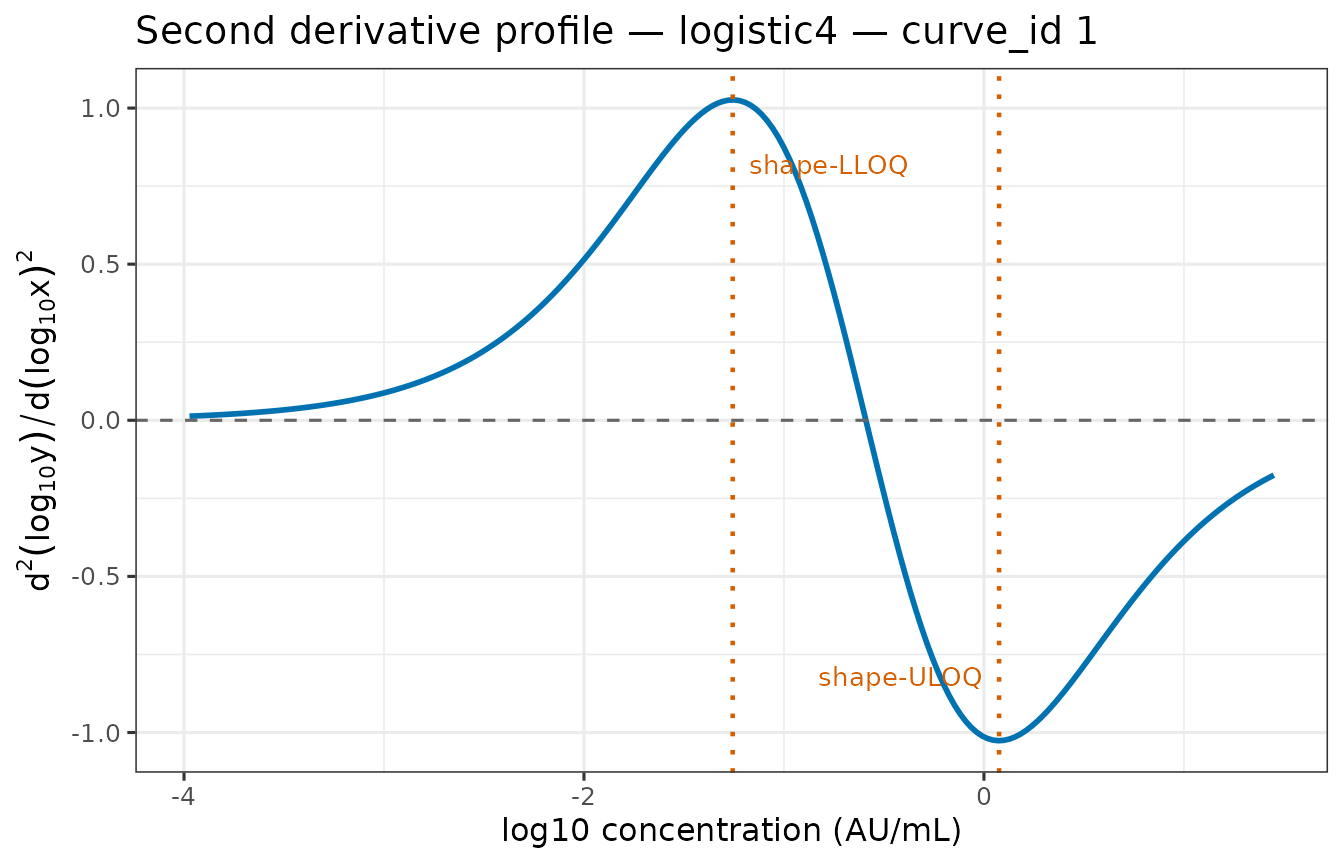 Second derivative profile — logistic4 — curve_id 1
d²(log₁₀y)/d(log₁₀x)²
1.0
0.5
0.0
-0.5
-1.0
shape-LLOQ
shape-ULOQ
-4
-2
0
log10 concentration (AU/mL)